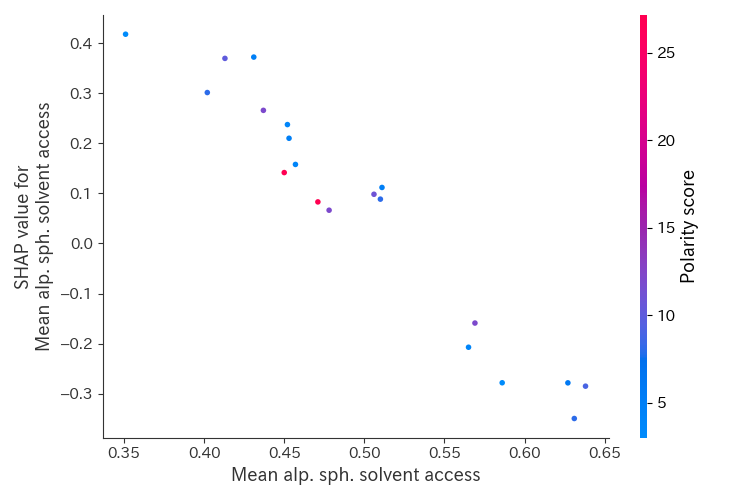 SHAP value for
Mean alp. sph. solvent access
0.4
0.3
0.2
0.1
0.0
−0.1
−0.2
−0.3
0.35 0.40 0.45 0.50 0.55 0.60 0.65
Mean alp. sph. solvent access
25
20
15
10
5
Polarity score